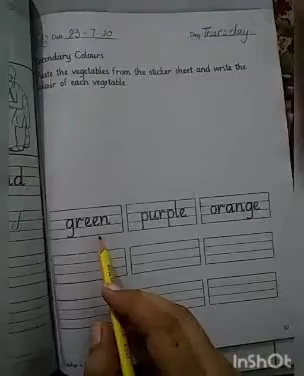 Date 23-7-20 Day Thursday
Secondary Colours
Paste the vegetables from the sticker sheet and write the
colour of each vegetable.
green purple orange
InShOt